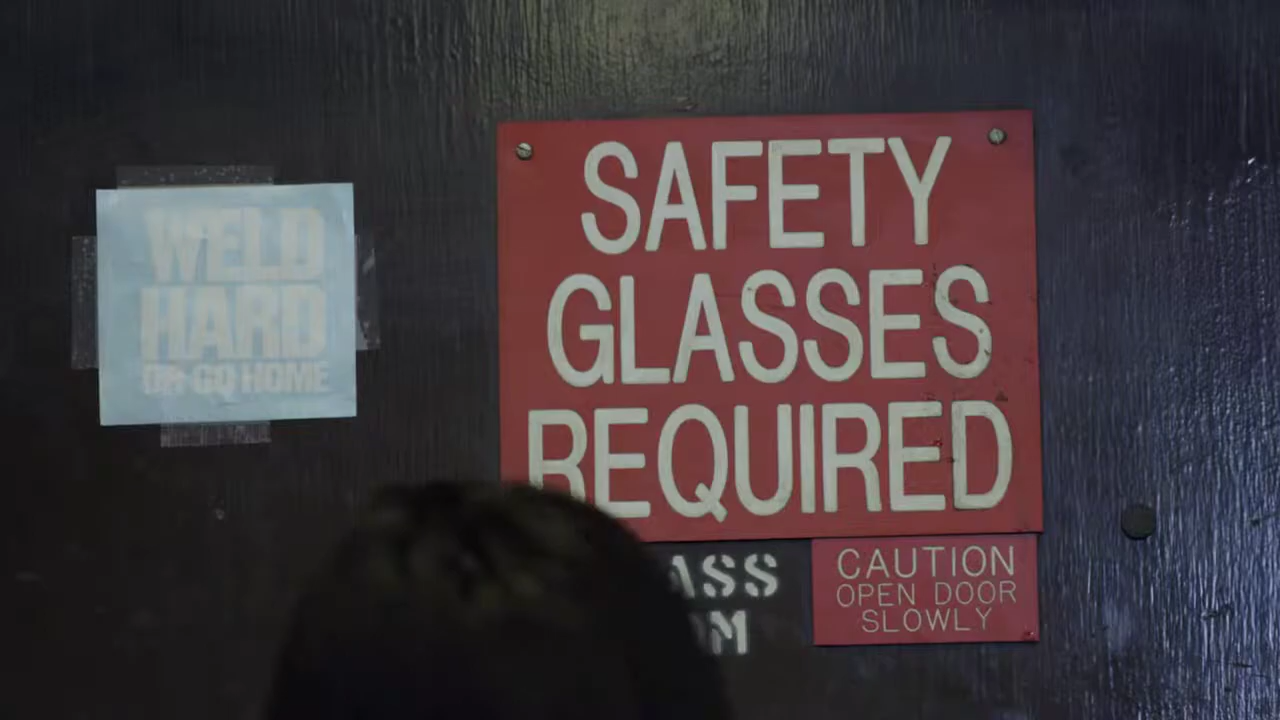 WELD
HARD
OR GO HOME
SAFETY
GLASSES
REQUIRED
CAUTION
OPEN DOOR
SLOWLY